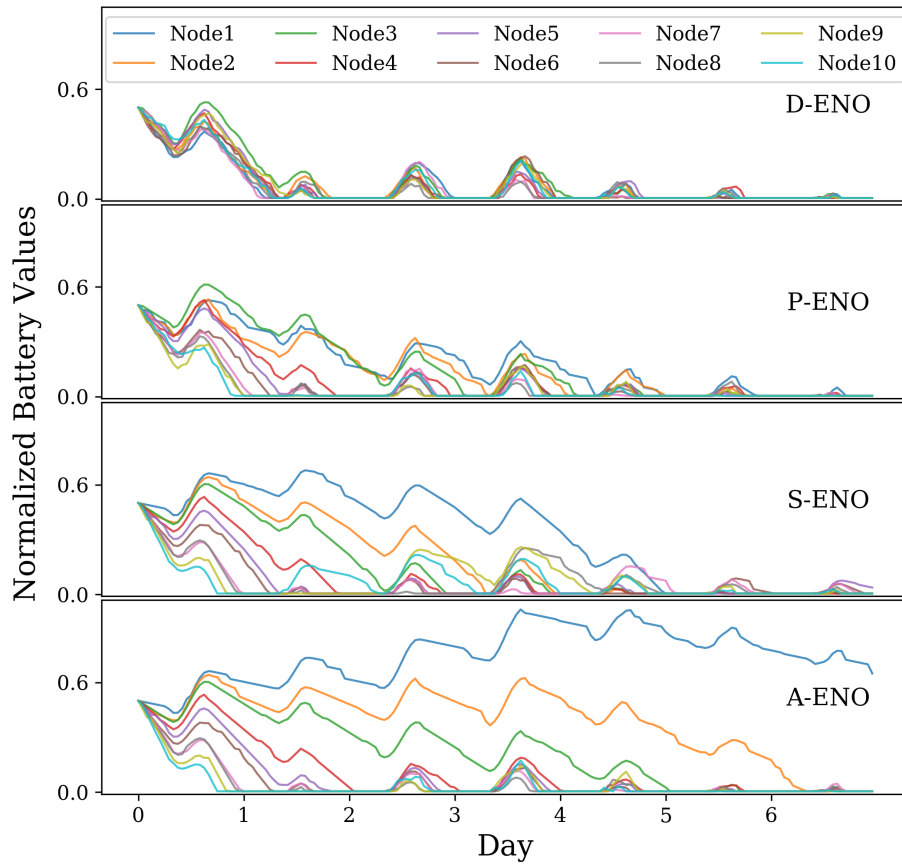 Node1 Node3 Node5 Node7 Node9
Node2 Node4 Node6 Node8 Node10
0.6
D-ENO
0.0
0.6
P-ENO
0.0
0.6
S-ENO
0.0
0.6
A-ENO
0.0
Normalized Battery Values
0 1 2 3 4 5 6
Day